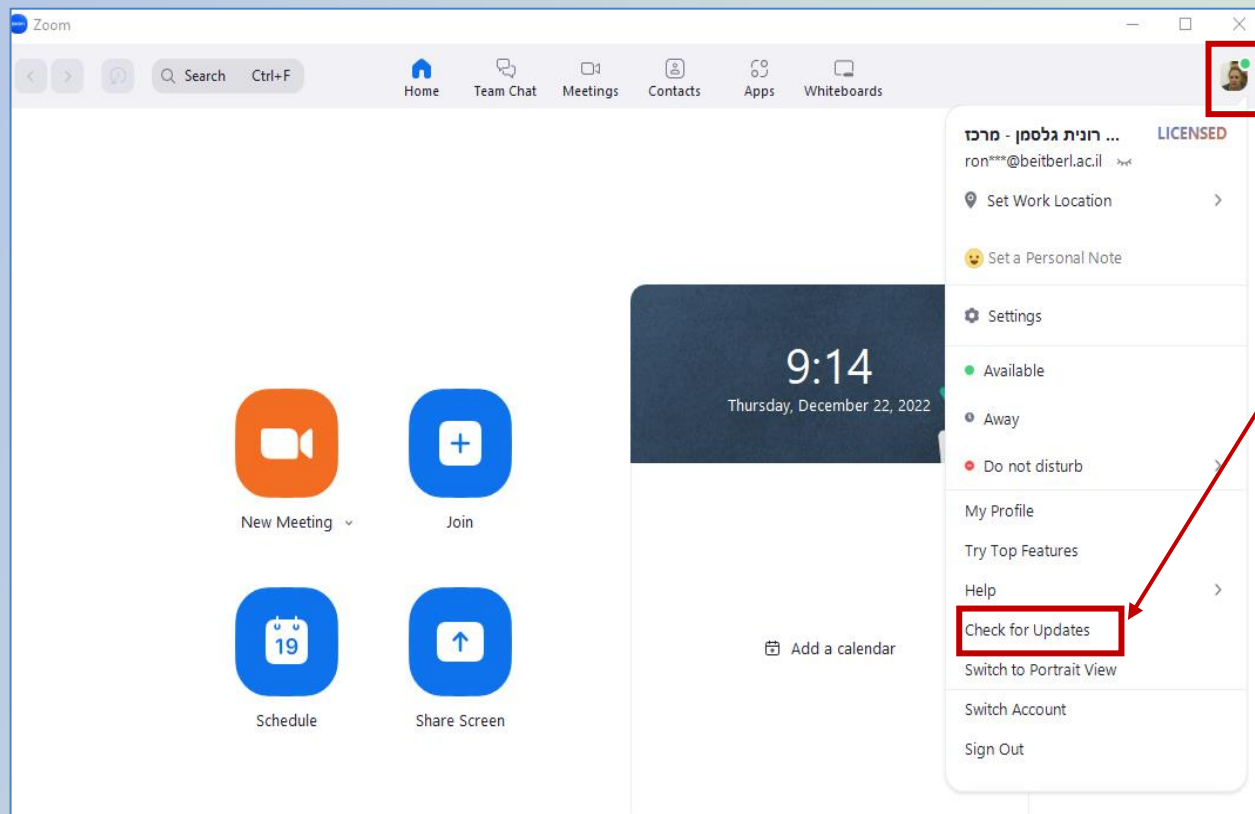 Zoom
Search Ctrl+F
Home
Team Chat
Meetings
Contacts
Apps
Whiteboards
רונית גלסמן - מרכז ...
LICENSED
ron***@beitberl.ac.il
Set Work Location
Set a Personal Note
Settings
9:14
Thursday, December 22, 2022
Available
Away
Do not disturb
New Meeting
Join
My Profile
Try Top Features
Help
Check for Updates
19
Add a calendar
Switch to Portrait View
Schedule
Share Screen
Switch Account
Sign Out